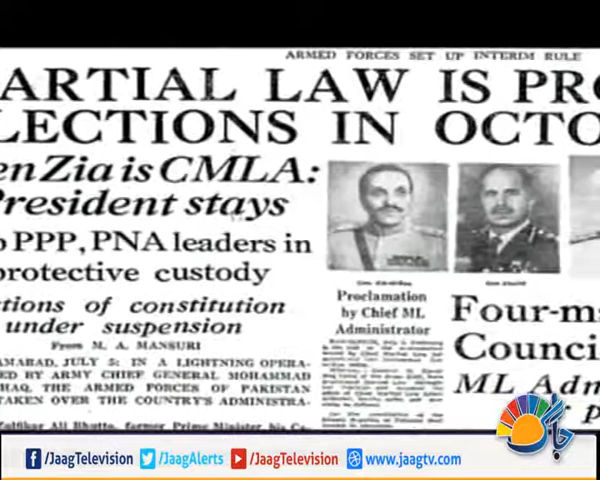 ARMED FORCES SET UP INTERIM RULE
ARTIAL LAW IS PRO
LECTIONS IN OCTO
en Zia is CMLA:
President stays
PPP, PNA leaders in
protective custody
tions of constitution
under suspension
From M. A. MANSURI
AMABAD, JULY 5: IN A LIGHTNING OPERA-
ED BY ARMY CHIEF GENERAL MOHAMMAD
HAQ, THE ARMED FORCES OF PAKISTAN
TAKEN OVER THE COUNTRY'S ADMINISTRA-
Zulfikar Ali Bhutto, former Prime Minister his Ca-
Proclamation
by Chief ML
Administrator
Four-m
Counci
ML Adm
p
جاگ
/JaagTelevision
/JaagAlerts
/JaagTelevision
www.jaagtv.com